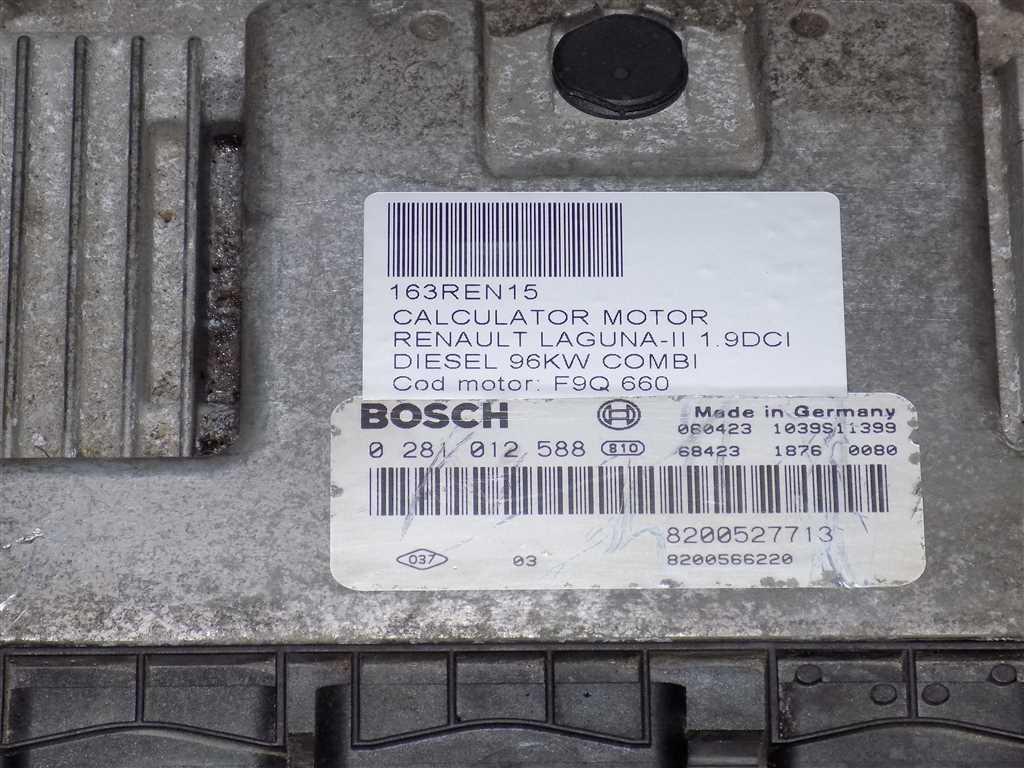 163REN15
CALCULATOR MOTOR
RENAULT LAGUNA-II 1.9DCI
DIESEL 96KW COMBI
Cod motor: F9Q 660
BOSCH Made in Germany
060423 1039S11399
0 281 012 588 810 68423 1876 0080
8200527713
037 03 8200566220